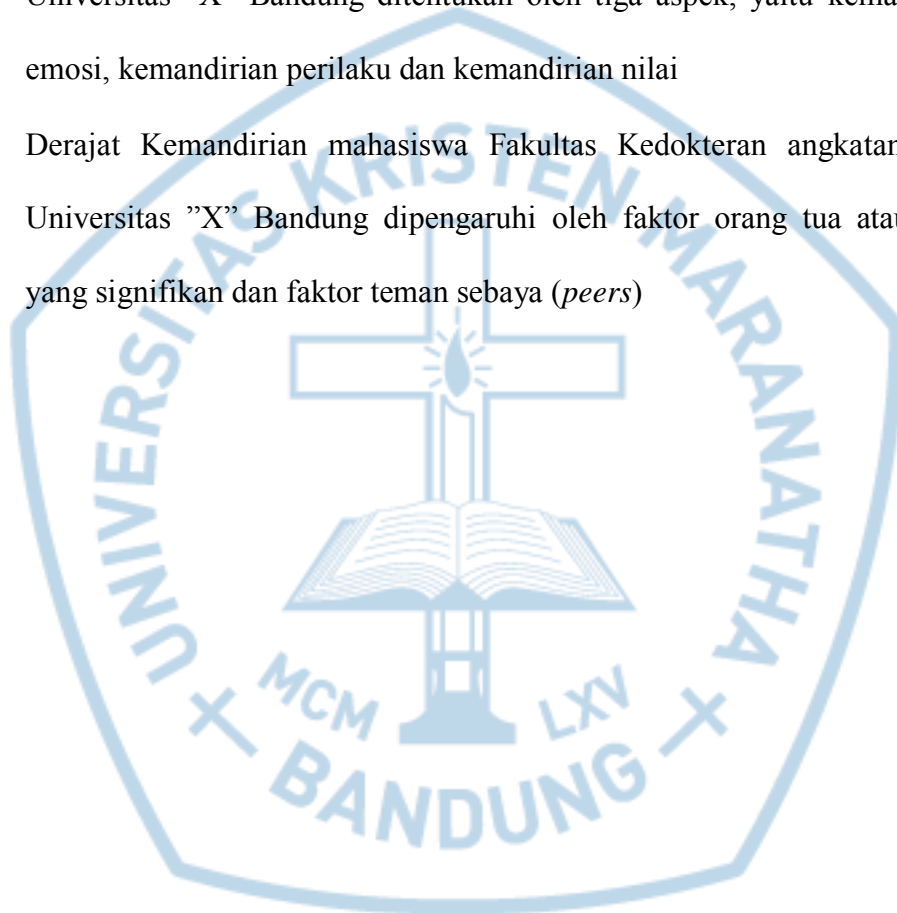 Universitas ”X” Bandung ditentukan oleh tiga aspek, yaitu
emosi, kemandirian perilaku dan kemandirian nilai
Derajat Kemandirian mahasiswa Fakultas Kedokteran angkatan
Universitas ”X” Bandung dipengaruhi oleh faktor orang tua
yang signifikan dan faktor teman sebaya (peers)
UNIVERSITAS KRISTEN MARANATHA
MCM LXV
BANDUNG